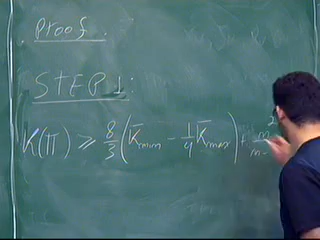 . Proof .
STEP 1:
K(π) ≥ 8/3 ( K̅min − 1/4 K̅max ) +